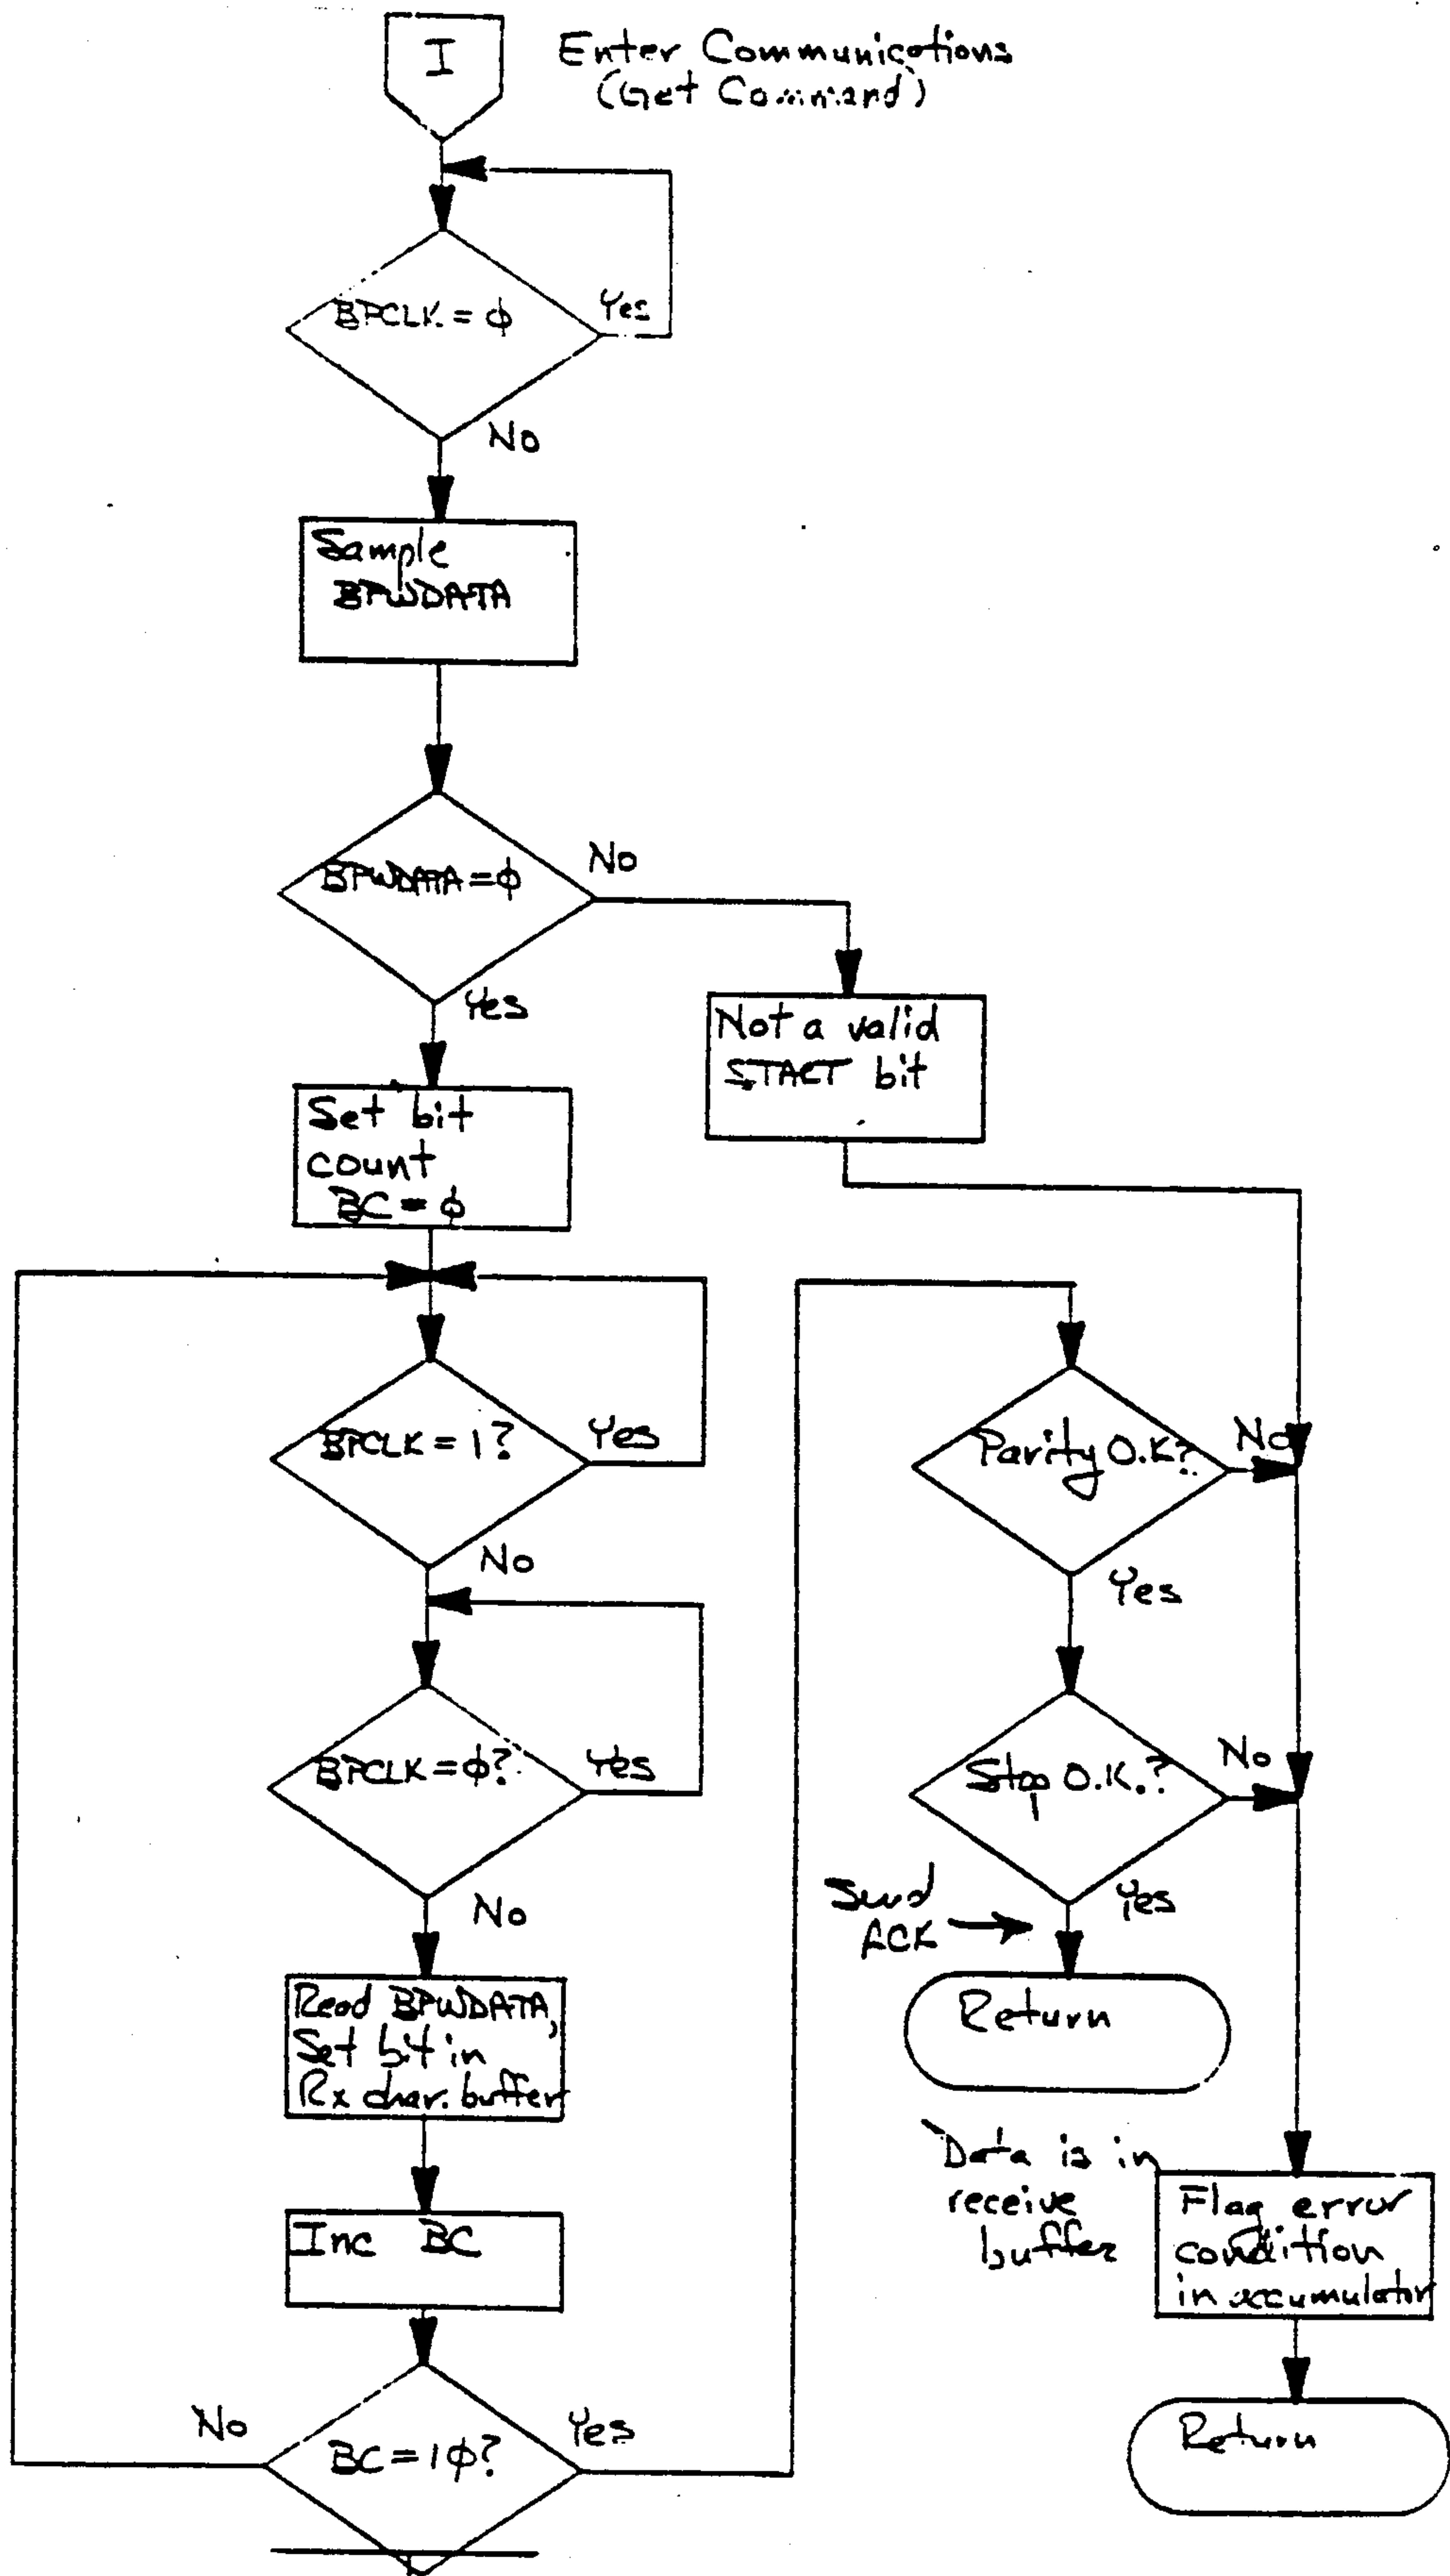 I
Enter Communications
(Get Command)
BPCLK = ϕ
Yes
No
Sample
BPWDATA
BPWDATA = ϕ
No
Yes
Not a valid
START bit
Set bit
count
BC = ϕ
BPCLK = 1?
Yes
No
BPCLK = ϕ?
Yes
No
Read BPWDATA,
Set bit in
Rx char. buffer
Inc BC
BC = 1ϕ?
No
Yes
Parity O.K?
No
Yes
Stop O.K.?
No
Yes
Send
ACK
Return
Data is in
receive
buffer
Flag error
condition
in accumulator
Return